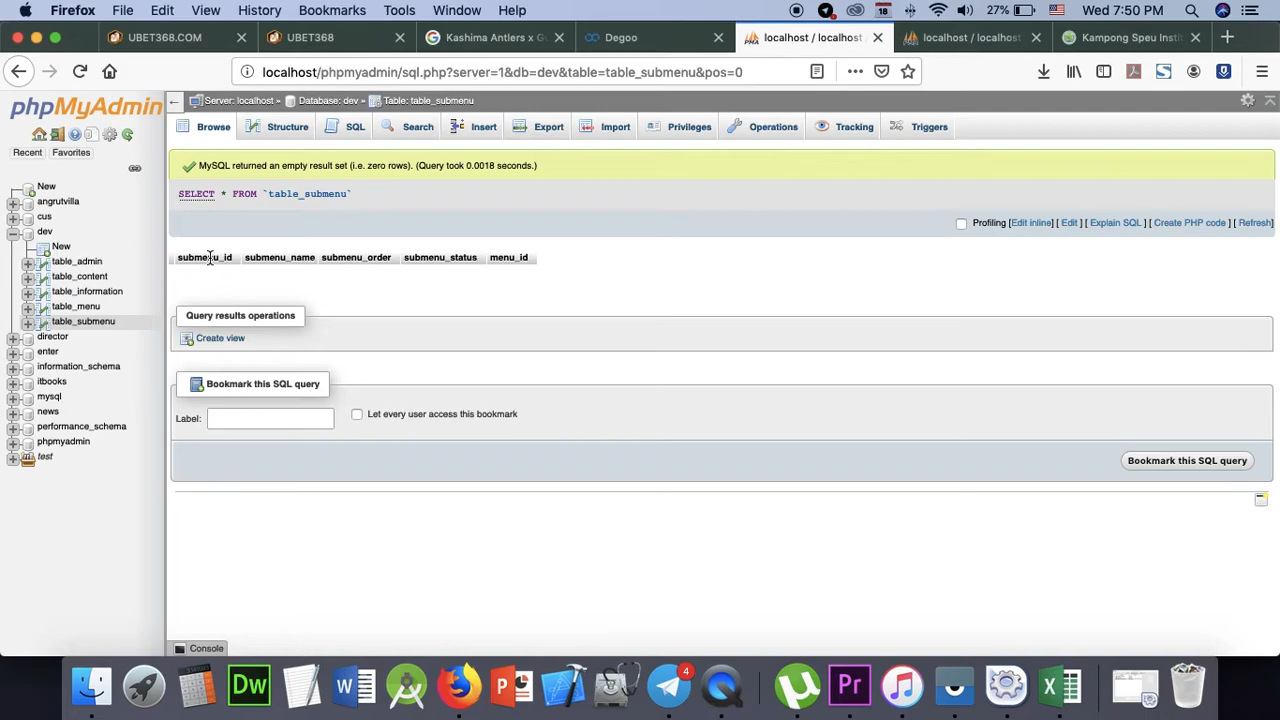 Firefox File Edit View History Bookmarks Tools Window Help 18 27% Wed 7:50 PM
UBET368.COM UBET368 Kashima Antlers x G Degoo localhost / localhost localhost / localhost Kampong Speu Institut
localhost/phpmyadmin/sql.php?server=1&db=dev&table=table_submenu&pos=0
phpMyAdmin
Server: localhost » Database: dev » Table: table_submenu
Browse Structure SQL Search Insert Export Import Privileges Operations Tracking Triggers
Recent Favorites
New
angrutvilla
cus
dev
New
table_admin
table_content
table_information
table_menu
table_submenu
director
enter
information_schema
itbooks
mysql
news
performance_schema
phpmyadmin
test
MySQL returned an empty result set (i.e. zero rows). (Query took 0.0018 seconds.)
SELECT * FROM `table_submenu`
Profiling [Edit inline] [ Edit ] [ Explain SQL ] [ Create PHP code ] [ Refresh]
submenu_id submenu_name submenu_order submenu_status menu_id
Query results operations
Create view
Bookmark this SQL query
Label: Let every user access this bookmark
Bookmark this SQL query
Console
Dw W P 4 Pr X